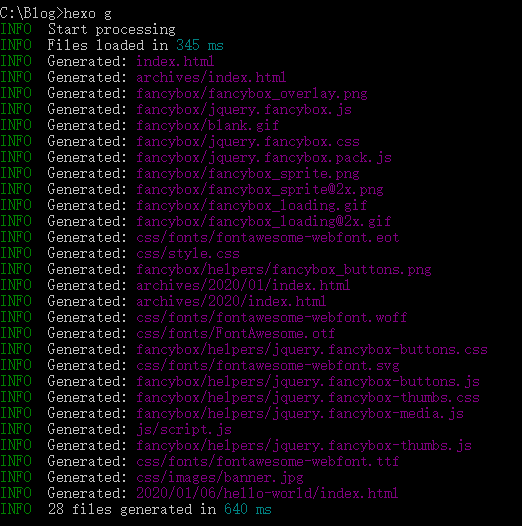 C:\Blog>hexo g
INFO  Start processing
INFO  Files loaded in 345 ms
INFO  Generated: index.html
INFO  Generated: archives/index.html
INFO  Generated: fancybox/fancybox_overlay.png
INFO  Generated: fancybox/jquery.fancybox.js
INFO  Generated: fancybox/blank.gif
INFO  Generated: fancybox/jquery.fancybox.css
INFO  Generated: fancybox/jquery.fancybox.pack.js
INFO  Generated: fancybox/fancybox_sprite.png
INFO  Generated: fancybox/fancybox_sprite@2x.png
INFO  Generated: fancybox/fancybox_loading.gif
INFO  Generated: fancybox/fancybox_loading@2x.gif
INFO  Generated: css/fonts/fontawesome-webfont.eot
INFO  Generated: css/style.css
INFO  Generated: fancybox/helpers/fancybox_buttons.png
INFO  Generated: archives/2020/01/index.html
INFO  Generated: archives/2020/index.html
INFO  Generated: css/fonts/fontawesome-webfont.woff
INFO  Generated: css/fonts/FontAwesome.otf
INFO  Generated: fancybox/helpers/jquery.fancybox-buttons.css
INFO  Generated: css/fonts/fontawesome-webfont.svg
INFO  Generated: fancybox/helpers/jquery.fancybox-buttons.js
INFO  Generated: fancybox/helpers/jquery.fancybox-thumbs.css
INFO  Generated: fancybox/helpers/jquery.fancybox-media.js
INFO  Generated: js/script.js
INFO  Generated: fancybox/helpers/jquery.fancybox-thumbs.js
INFO  Generated: css/fonts/fontawesome-webfont.ttf
INFO  Generated: css/images/banner.jpg
INFO  Generated: 2020/01/06/hello-world/index.html
INFO  28 files generated in 640 ms